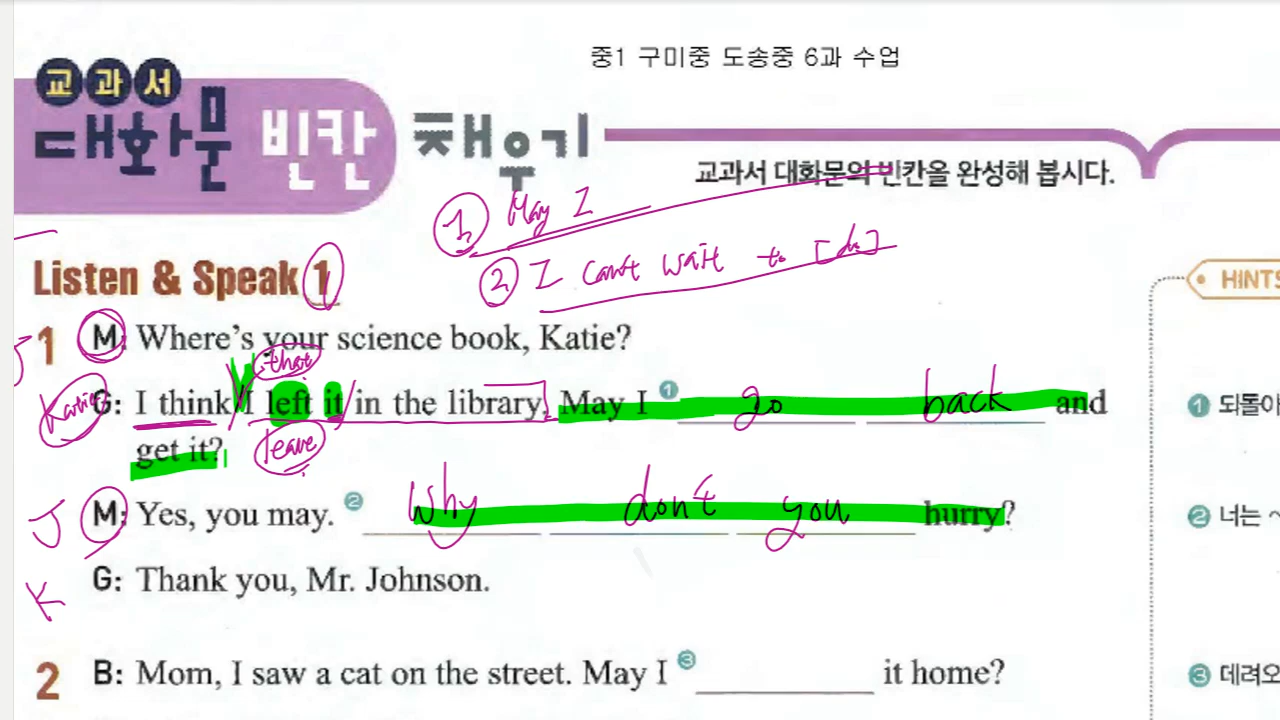 중1 구미중 도송중 6과 수업
교과서
대화문 빈칸 채우기
교과서 대화문의 빈칸을 완성해 봅시다.
① May I
② I can't wait to [do]
Listen & Speak 1
HINTS
1 M: Where's your science book, Katie?
that
Katie G: I think I left it in the library. May I ① go back and
get it?
leave
① 되돌아
J M: Yes, you may. ② Why don't you hurry?
② 너는 ~
K G: Thank you, Mr. Johnson.
2 B: Mom, I saw a cat on the street. May I ③ ________ it home?
③ 데려오